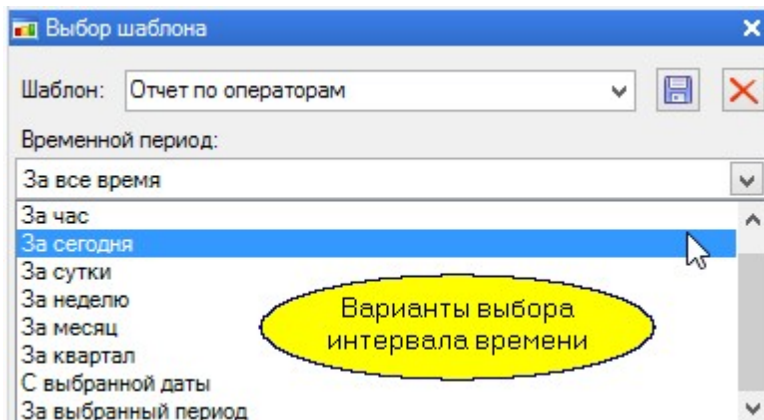 Выбор шаблона
Шаблон: Отчет по операторам
Временной период:
За все время
За час
За сегодня
За сутки
За неделю
За месяц
За квартал
С выбранной даты
За выбранный период
Варианты выбора
интервала времени